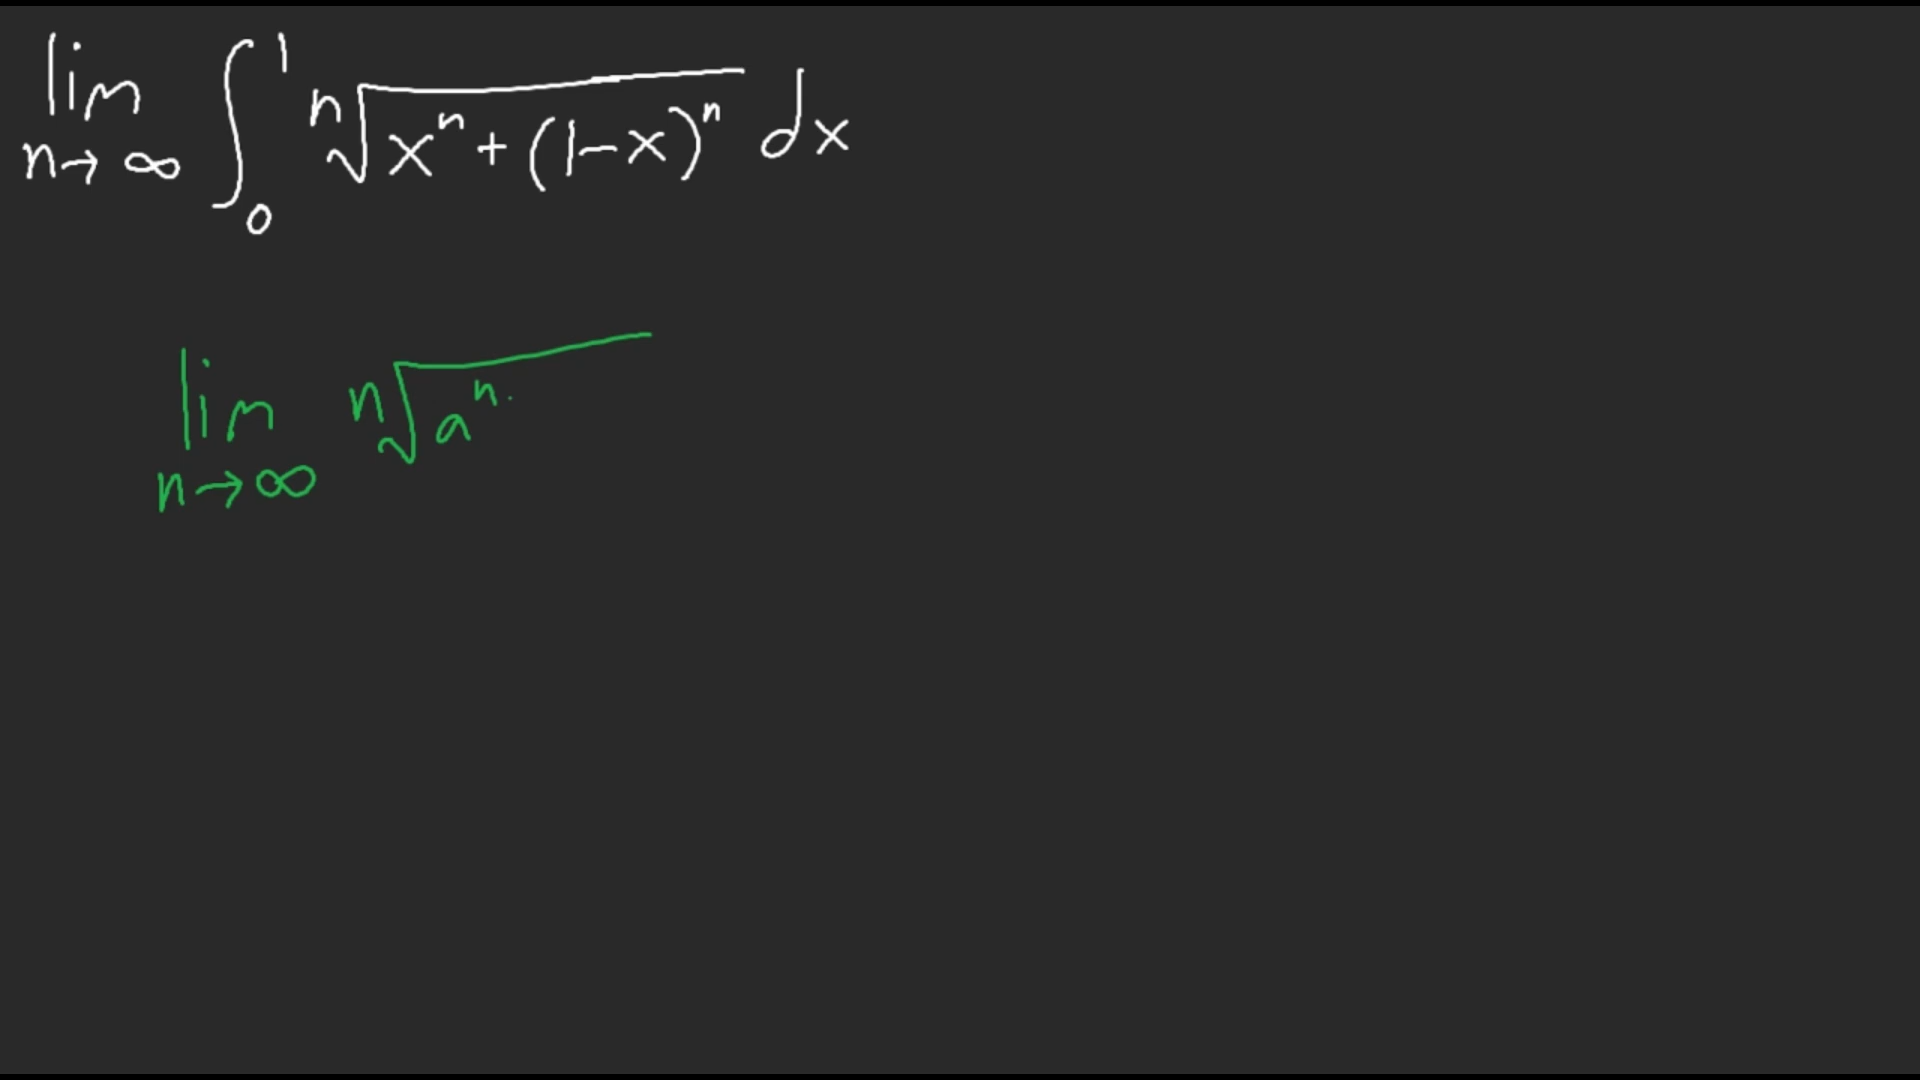 lim n→∞ ∫₀¹ ⁿ√(xⁿ + (1-x)ⁿ) dx
lim n→∞ ⁿ√(aⁿ·